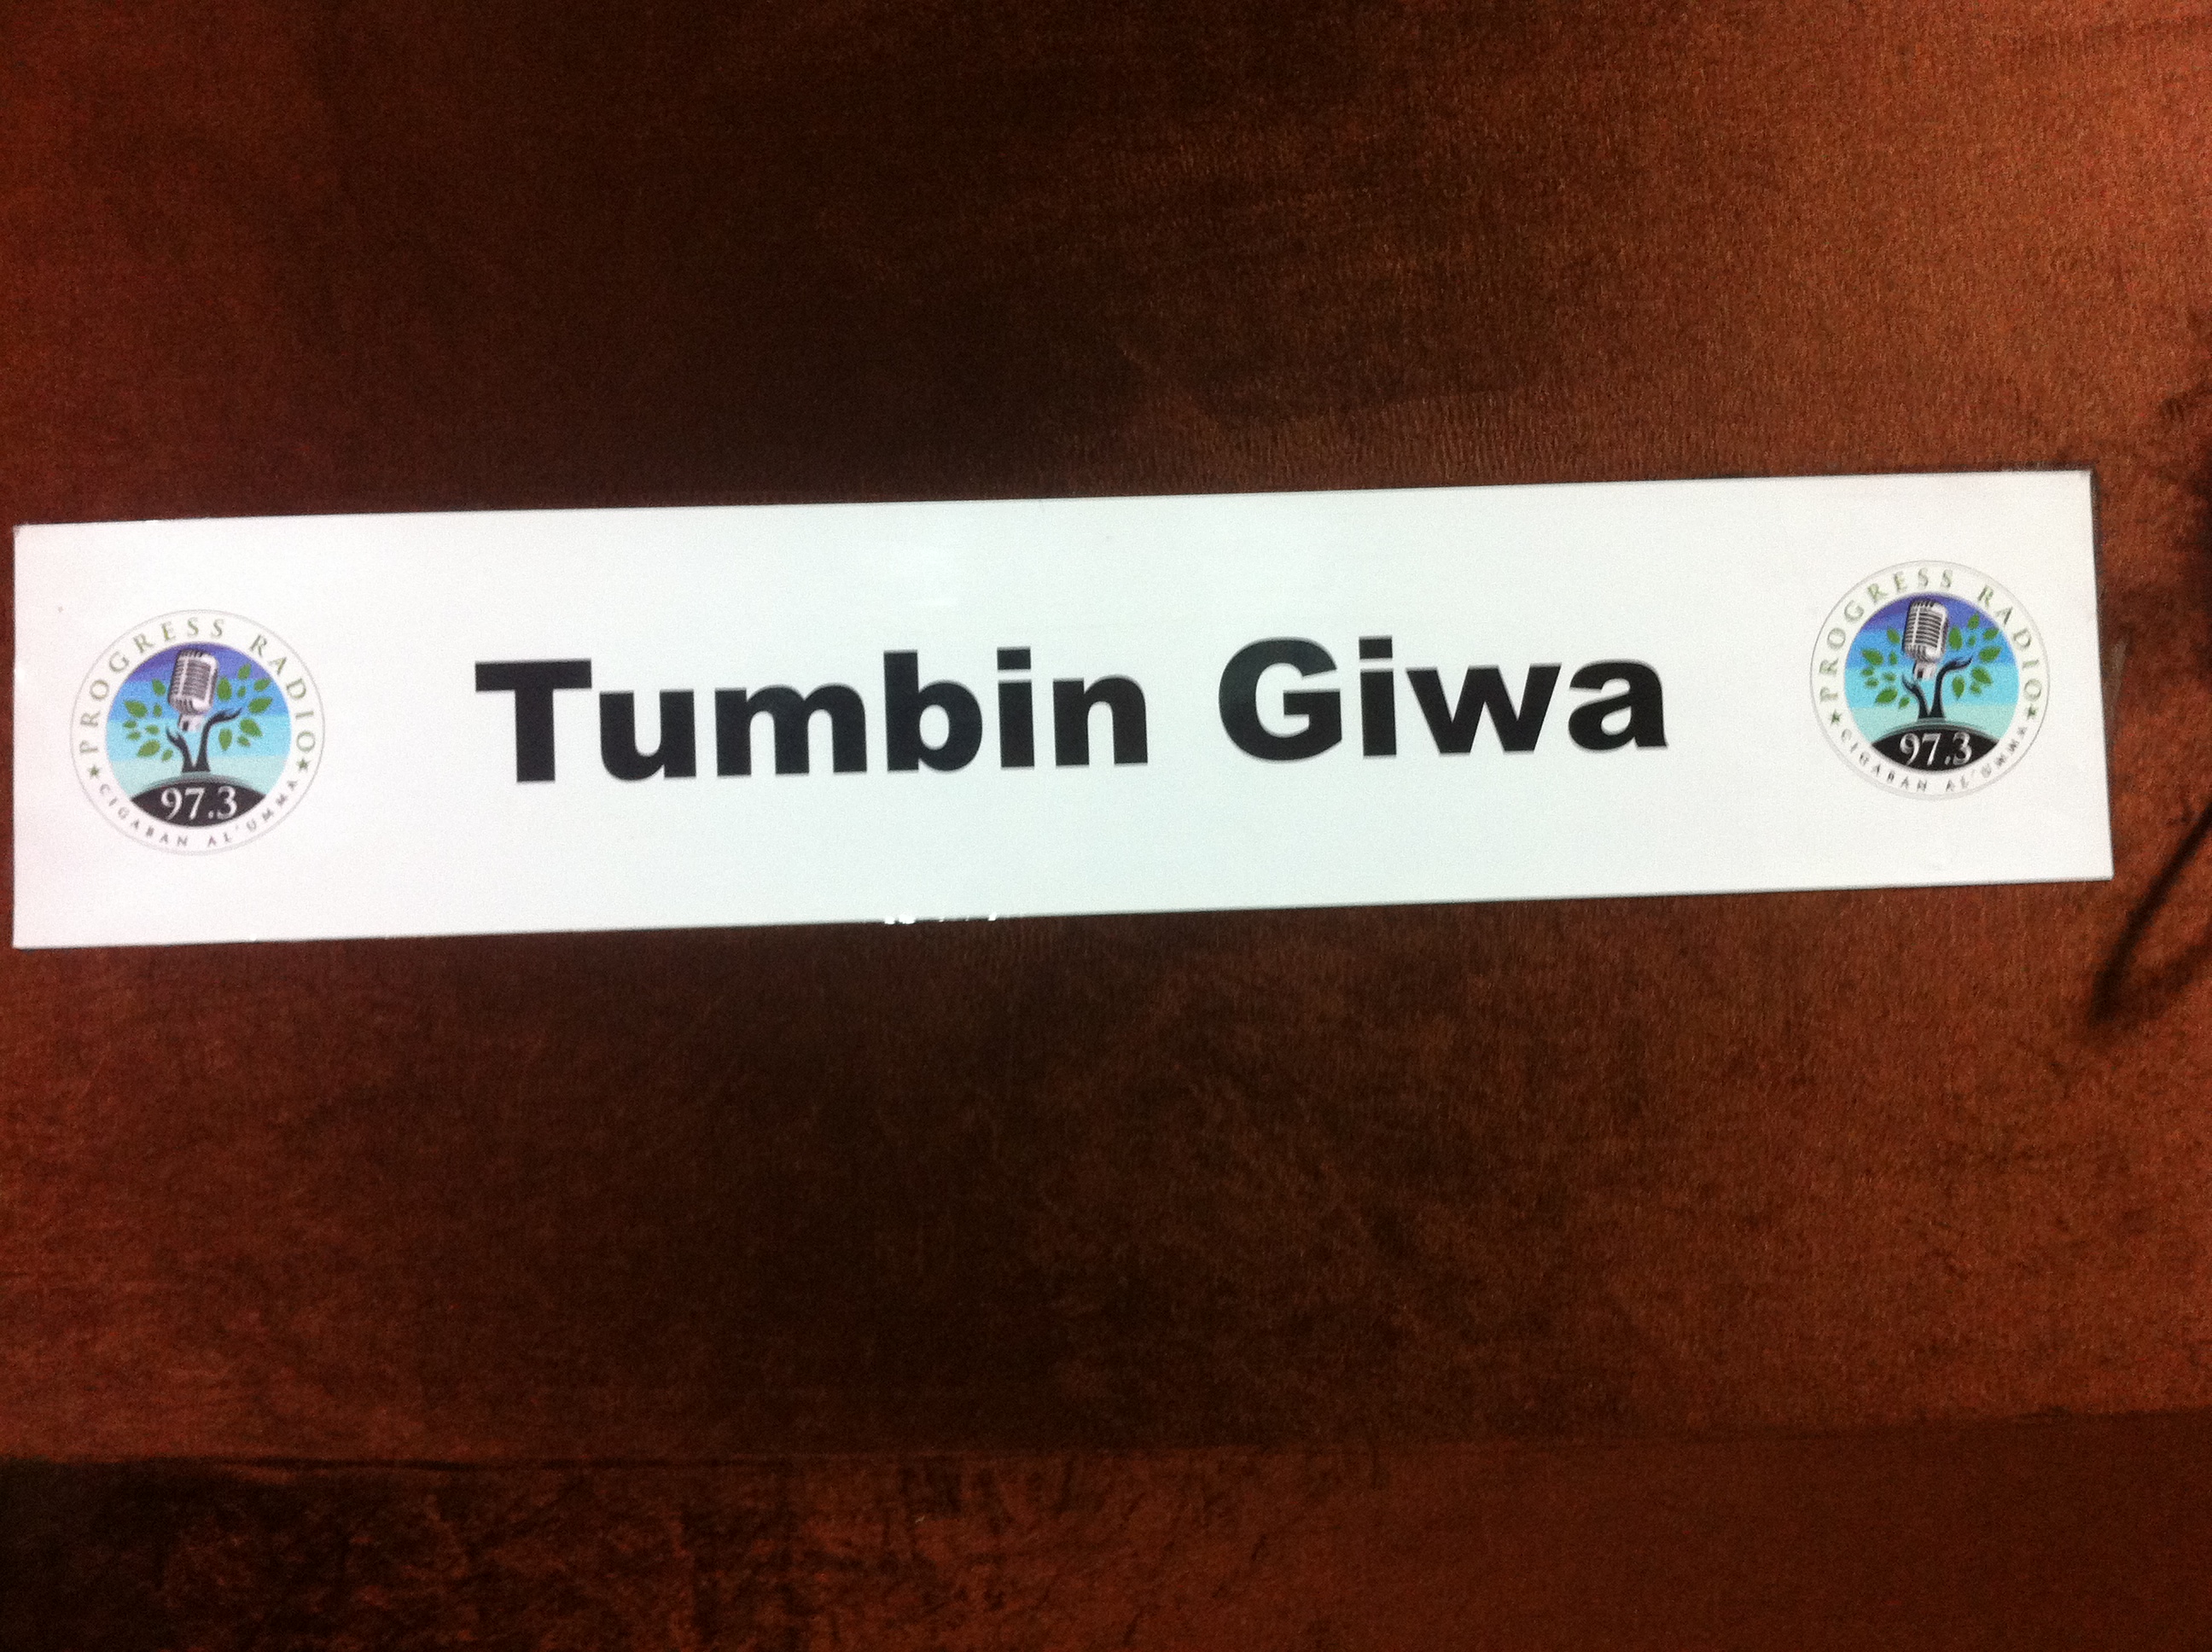 PROGRESS RADIO
97.3
CIGABAN AL'UMMA
Tumbin Giwa
PROGRESS RADIO
97.3
CIGABAN AL'UMMA